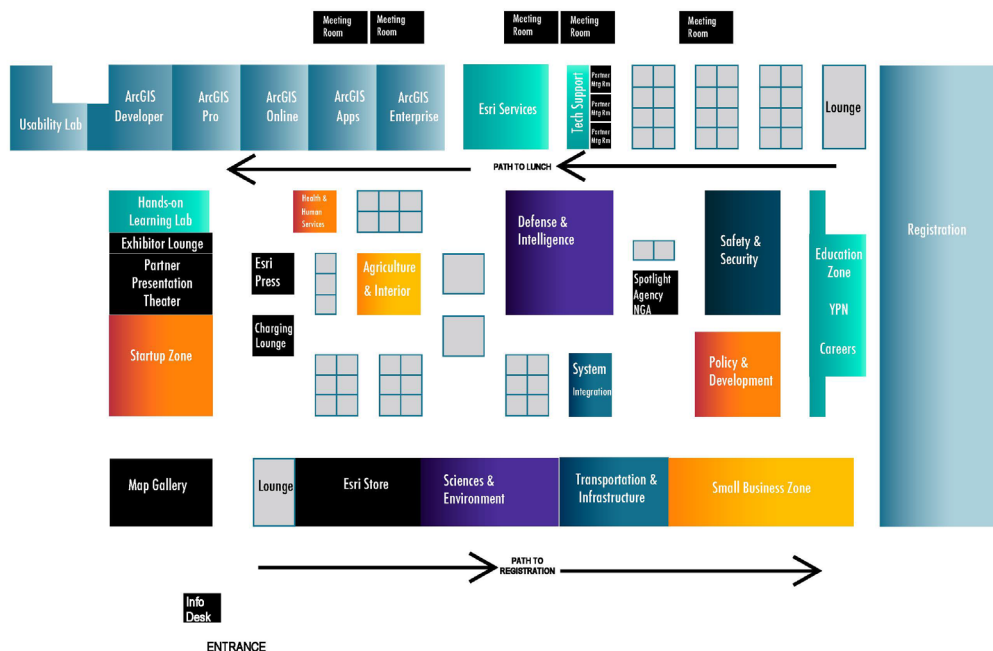 Meeting
Room
Meeting
Room
Meeting
Room
Meeting
Room
Meeting
Room
Usability Lab
ArcGIS
Developer
ArcGIS
Pro
ArcGIS
Online
ArcGIS
Apps
ArcGIS
Enterprise
Esri Services
Tech Support
Partner
Mtg Rm
Partner
Mtg Rm
Partner
Mtg Rm
Lounge
Registration
PATH TO LUNCH
Hands-on
Learning Lab
Exhibitor Lounge
Partner
Presentation
Theater
Startup Zone
Health &
Human
Services
Esri
Press
Agriculture
& Interior
Charging
Lounge
Defense &
Intelligence
Spotlight
Agency
NGA
Safety &
Security
Education
Zone
YPN
Careers
System
Integration
Policy &
Development
Map Gallery
Lounge
Esri Store
Sciences &
Environment
Transportation &
Infrastructure
Small Business Zone
PATH TO
REGISTRATION
Info
Desk
ENTRANCE